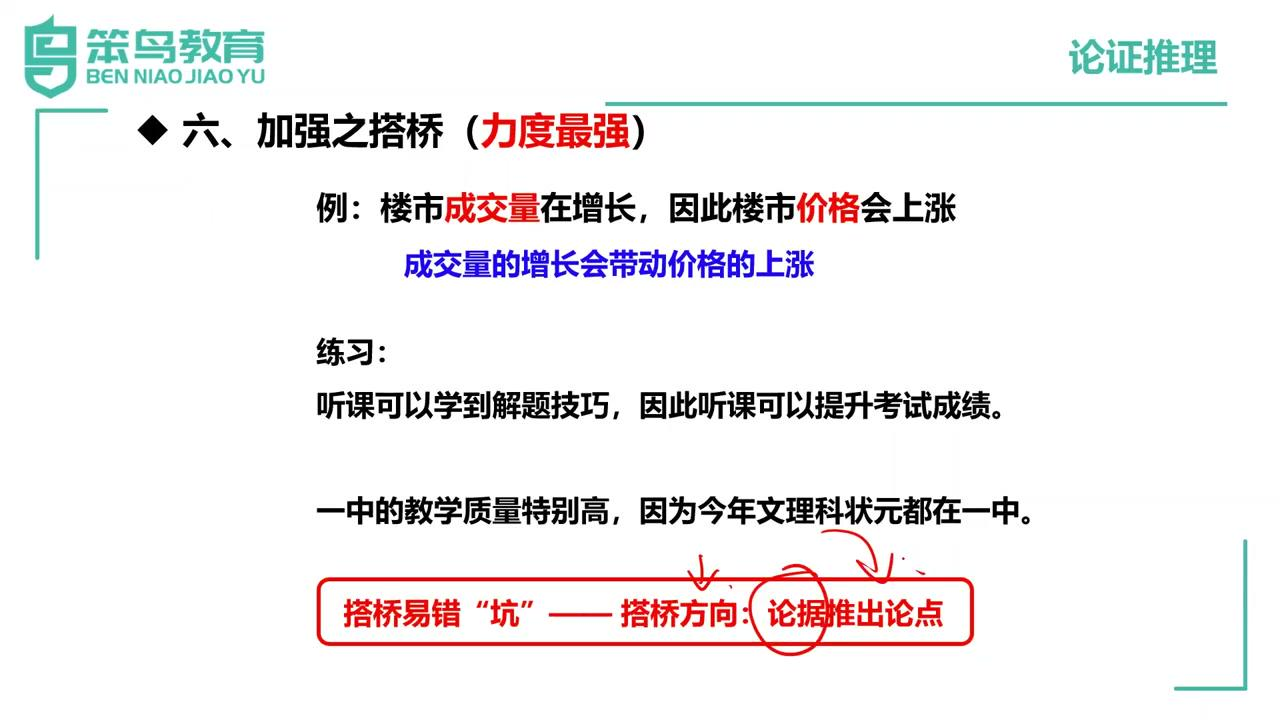 笨鸟教育
BEN NIAO JIAO YU
论证推理
◆ 六、加强之搭桥（力度最强）
例：楼市成交量在增长，因此楼市价格会上涨
成交量的增长会带动价格的上涨
练习：
听课可以学到解题技巧，因此听课可以提升考试成绩。
一中的教学质量特别高，因为今年文理科状元都在一中。
搭桥易错“坑”—— 搭桥方向：论据推出论点